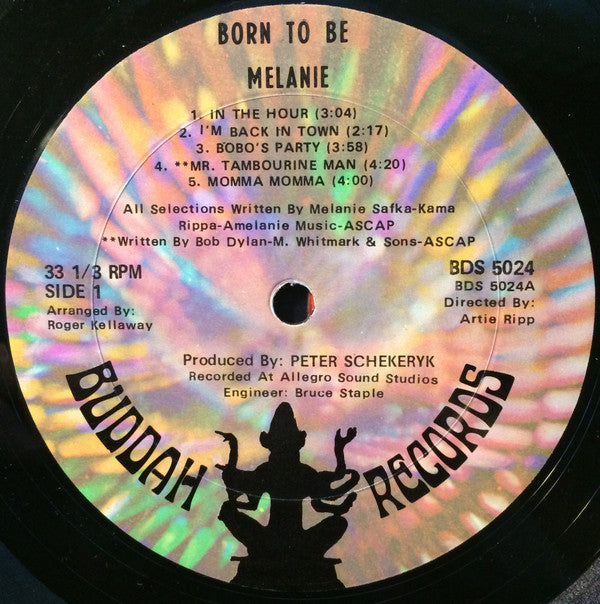 BORN TO BE
MELANIE
1. IN THE HOUR (3:04)
2. I'M BACK IN TOWN (2:17)
3. BOBO'S PARTY (3:58)
4. **MR. TAMBOURINE MAN (4:20)
5. MOMMA MOMMA (4:00)
All Selections Written By Melanie Safka-Kama
Rippa-Amelanie Music-ASCAP
**Written By Bob Dylan-M. Whitmark & Sons-ASCAP
33 1/3 RPM
SIDE 1
Arranged By:
Roger Kellaway
BDS 5024
BDS 5024A
Directed By:
Artie Ripp
Produced By: PETER SCHEKERYK
Recorded At Allegro Sound Studios
Engineer: Bruce Staple
BUDDAH RECORDS